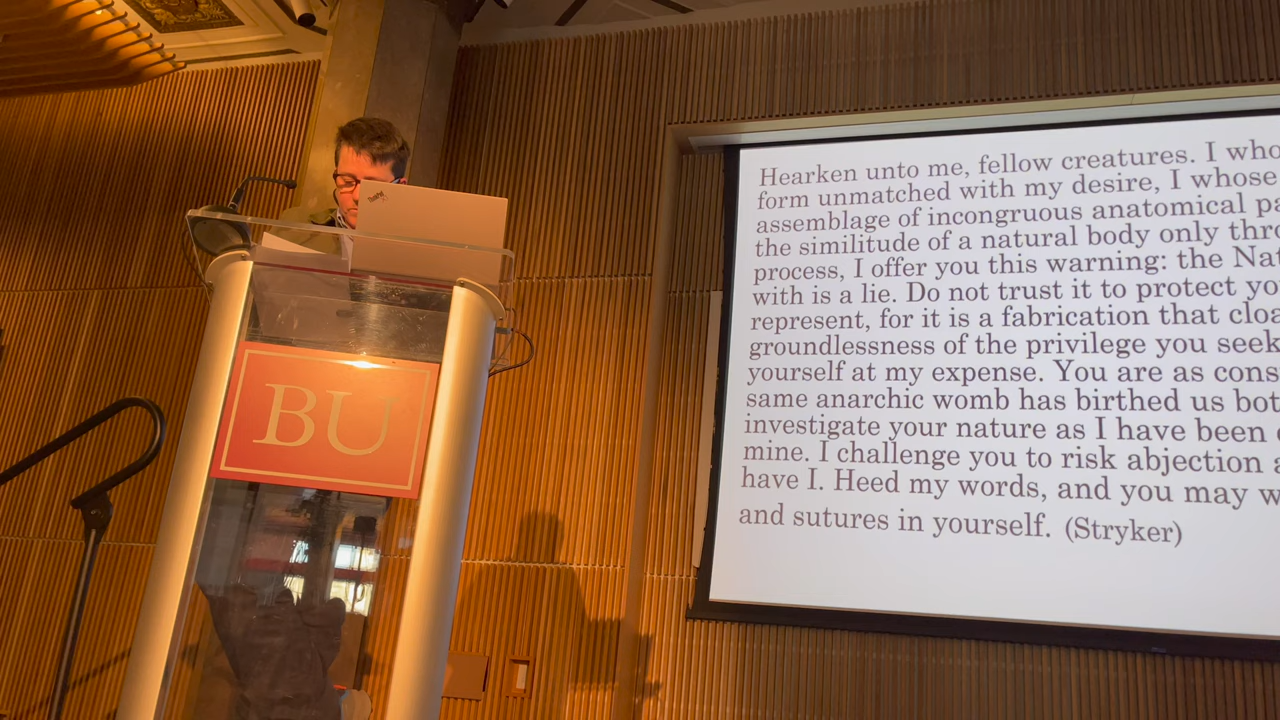 ThinkPad
BU
Hearken unto me, fellow creatures. I who
form unmatched with my desire, I whose
assemblage of incongruous anatomical pa
the similitude of a natural body only thro
process, I offer you this warning: the Nat
with is a lie. Do not trust it to protect yo
represent, for it is a fabrication that cloa
groundlessness of the privilege you seek
yourself at my expense. You are as cons
same anarchic womb has birthed us bot
investigate your nature as I have been
mine. I challenge you to risk abjection a
have I. Heed my words, and you may w
and sutures in yourself. (Stryker)